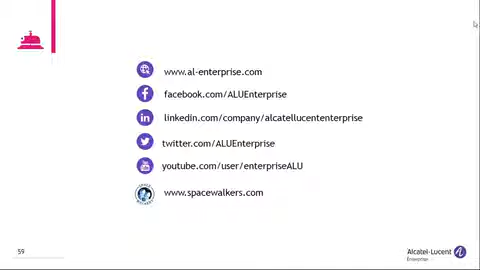 www.al-enterprise.com
facebook.com/ALUEnterprise
linkedin.com/company/alcatellucententerprise
twitter.com/ALUEnterprise
youtube.com/user/enterpriseALU
www.spacewalkers.com
59
Alcatel-Lucent
Enterprise